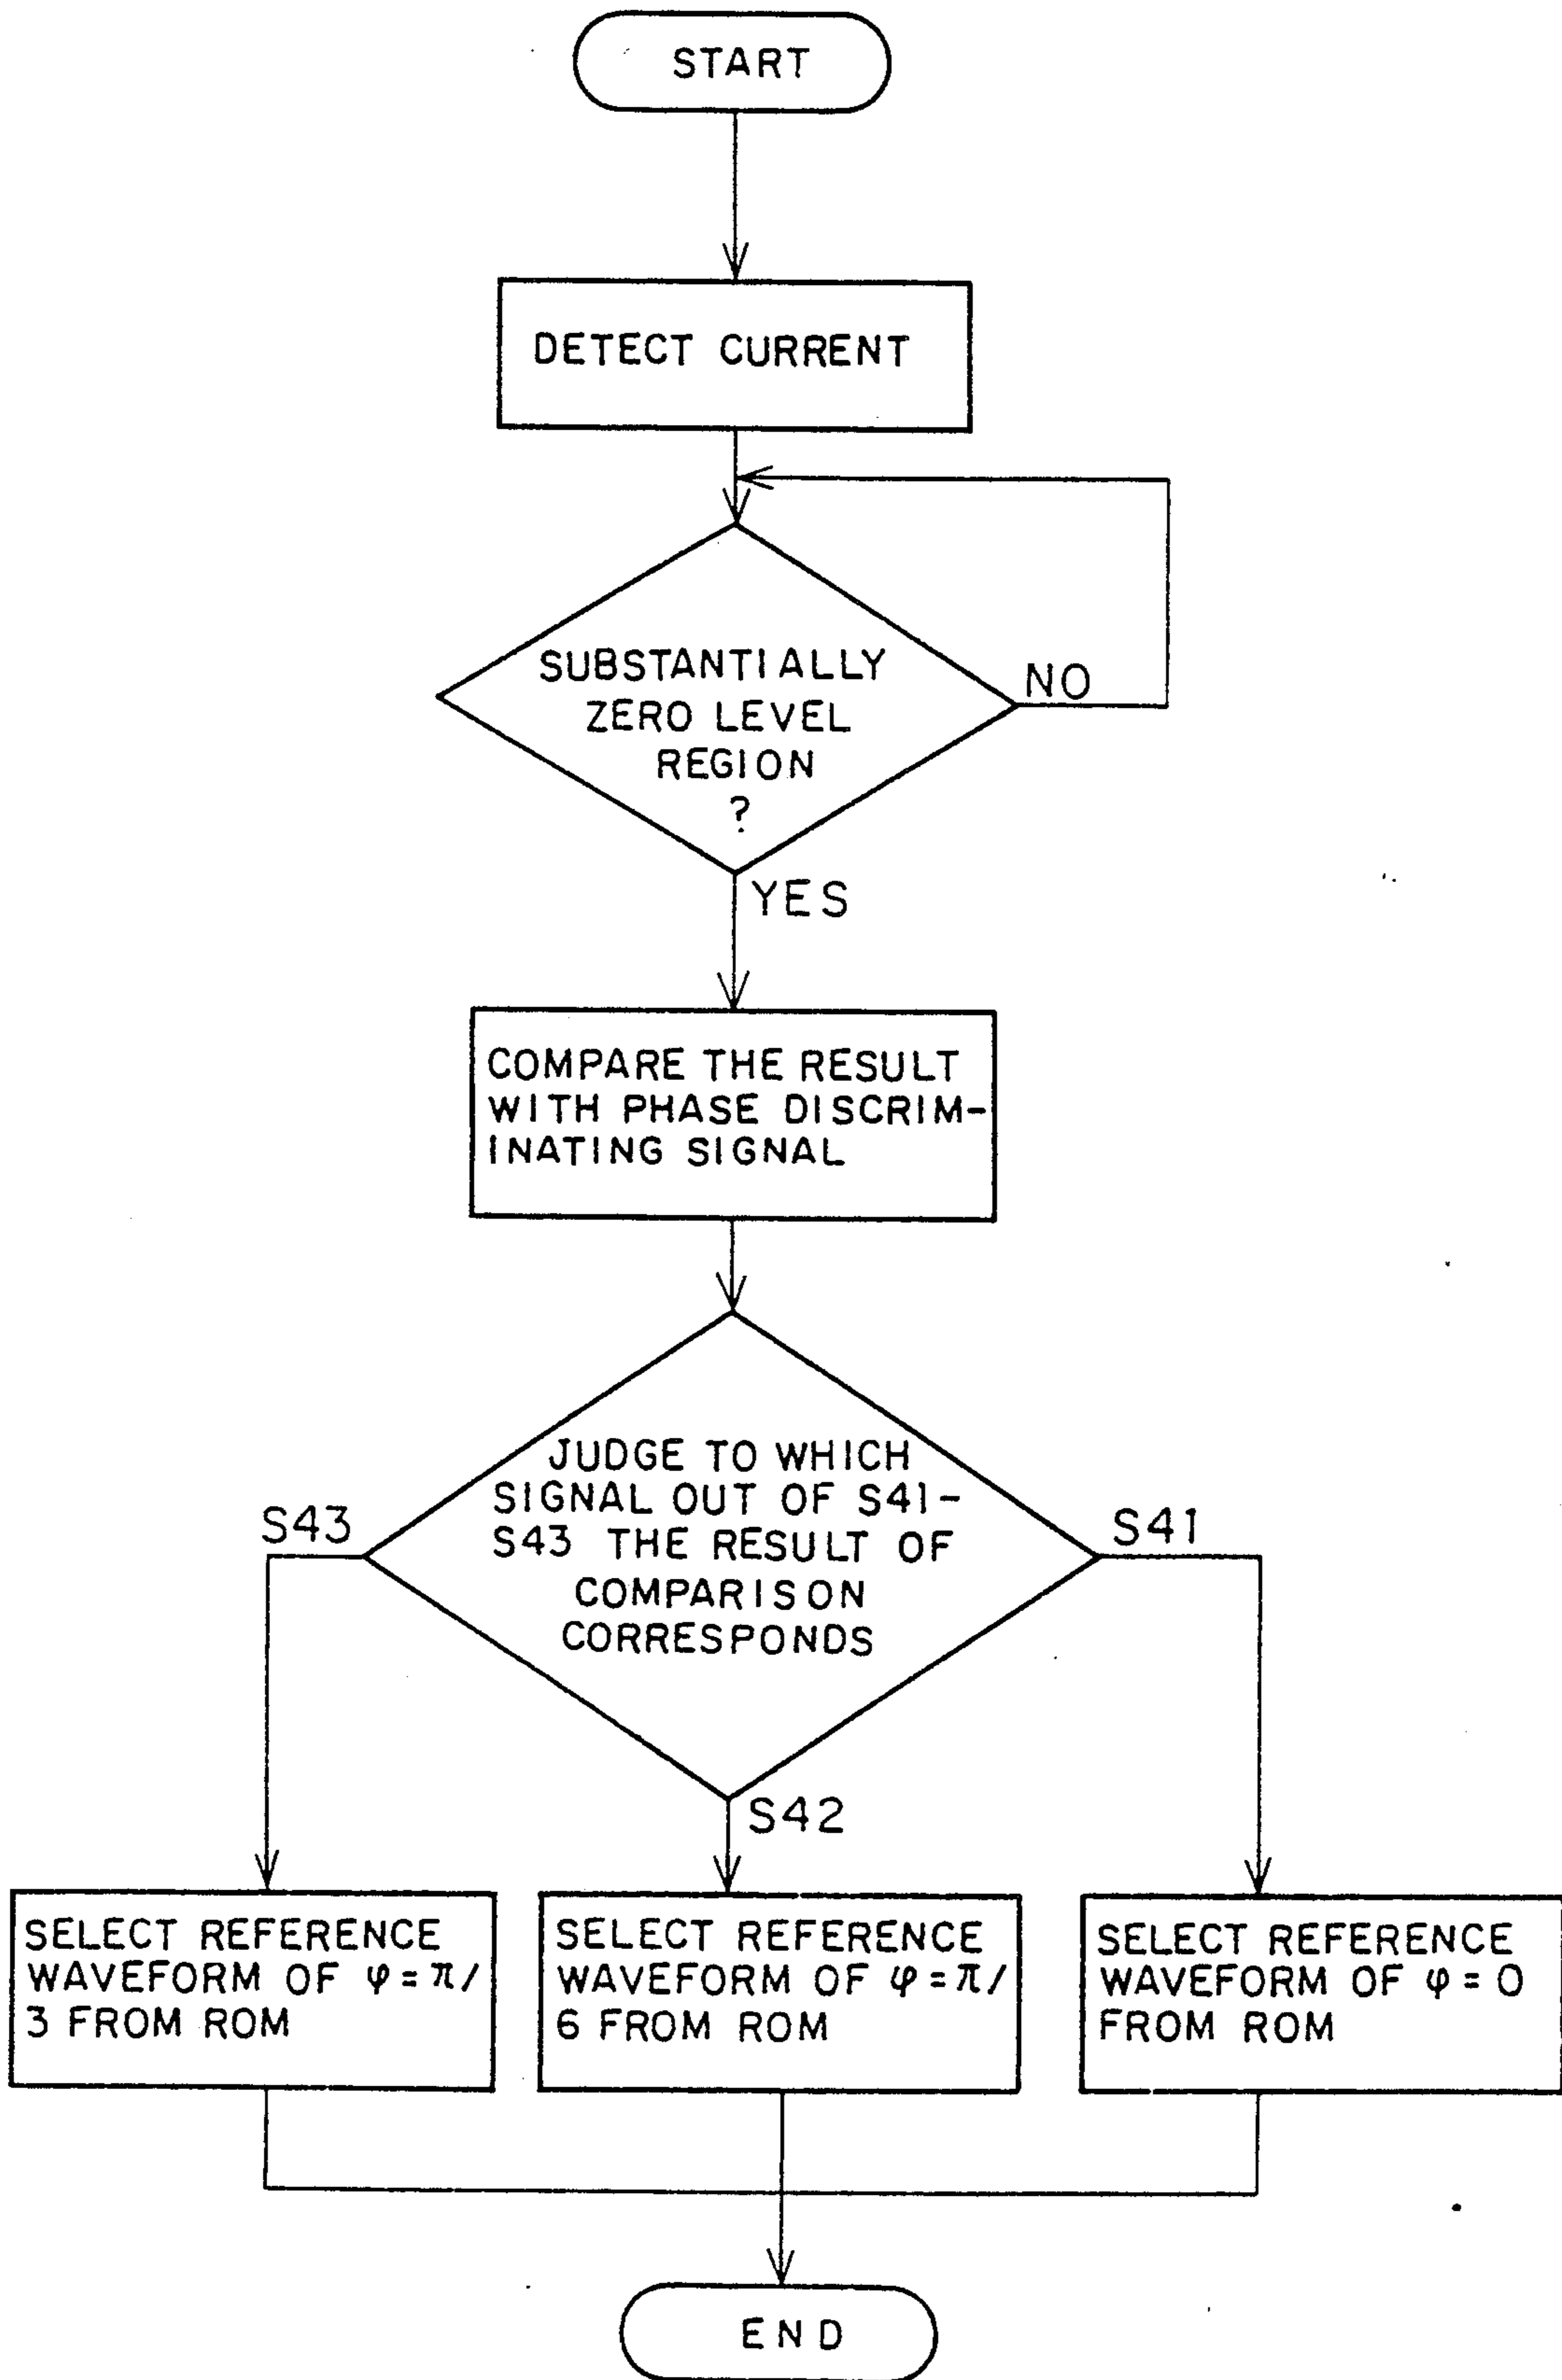 START
DETECT CURRENT
SUBSTANTIALLY
ZERO LEVEL
REGION
?
NO
YES
COMPARE THE RESULT
WITH PHASE DISCRIM-
INATING SIGNAL
JUDGE TO WHICH
SIGNAL OUT OF S41-
S43 THE RESULT OF
COMPARISON
CORRESPONDS
S43
S41
S42
SELECT REFERENCE
WAVEFORM OF φ = π/
3 FROM ROM
SELECT REFERENCE
WAVEFORM OF φ = π/
6 FROM ROM
SELECT REFERENCE
WAVEFORM OF φ = 0
FROM ROM
END